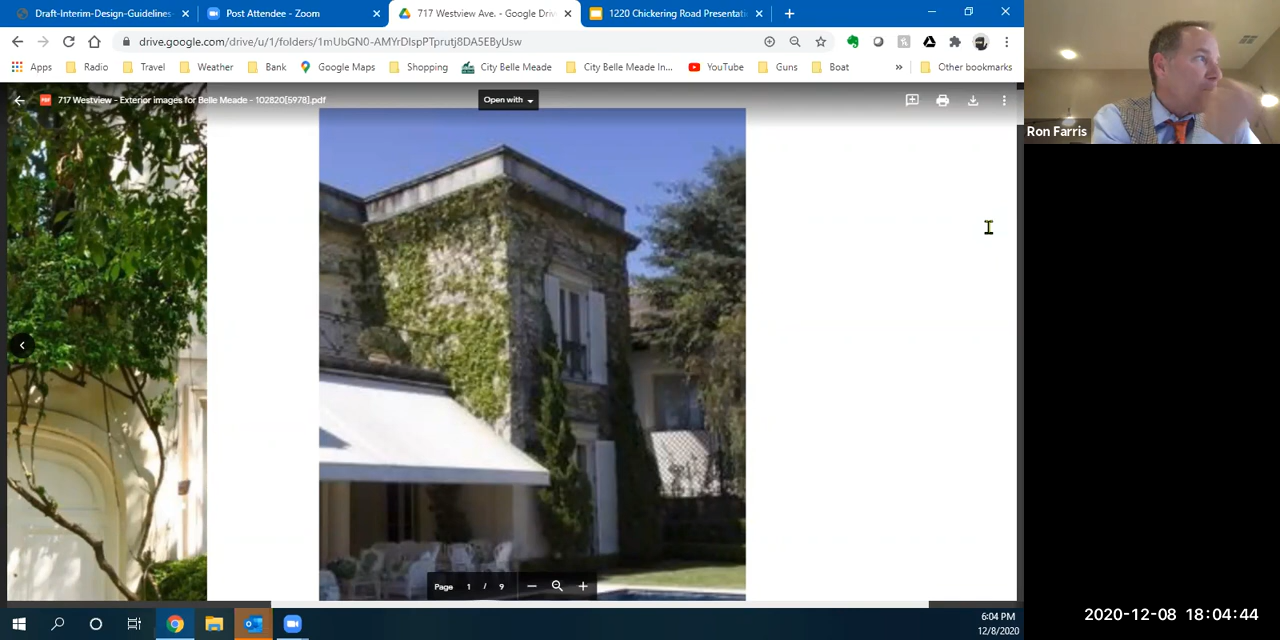 Draft-Interim-Design-Guidelines-
Post Attendee - Zoom
717 Westview Ave. - Google Driv
1220 Chickering Road Presentati
drive.google.com/drive/u/1/folders/1mUbGN0-AMYrDIspPTprutj8DA5EByUsw
Apps
Radio
Travel
Weather
Bank
Google Maps
Shopping
City Belle Meade
City Belle Meade In...
YouTube
Guns
Boat
»
Other bookmarks
717 Westview - Exterior images for Belle Meade - 102820[5978].pdf
Open with
Ron Farris
Page 1 / 9
6:04 PM
12/8/2020
2020-12-08 18:04:44